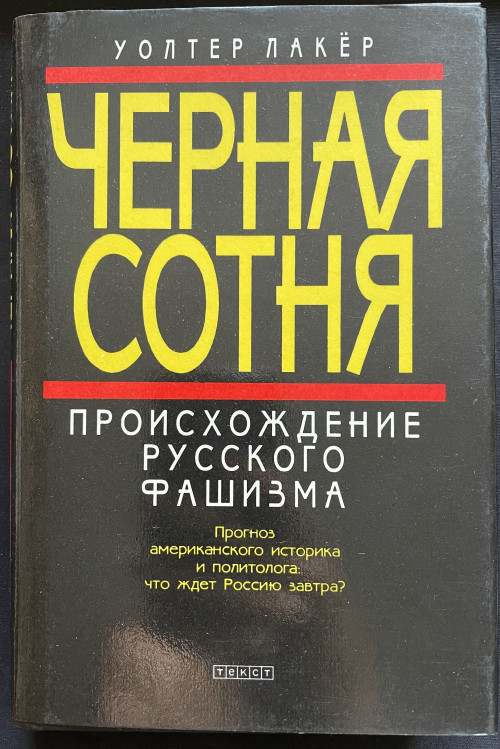 УОЛТЕР ЛАКЁР
ЧЕРНАЯ
СОТНЯ
ПРОИСХОЖДЕНИЕ
РУССКОГО
ФАШИЗМА
Прогноз
американского историка
и политолога:
что ждет Россию завтра?
текст